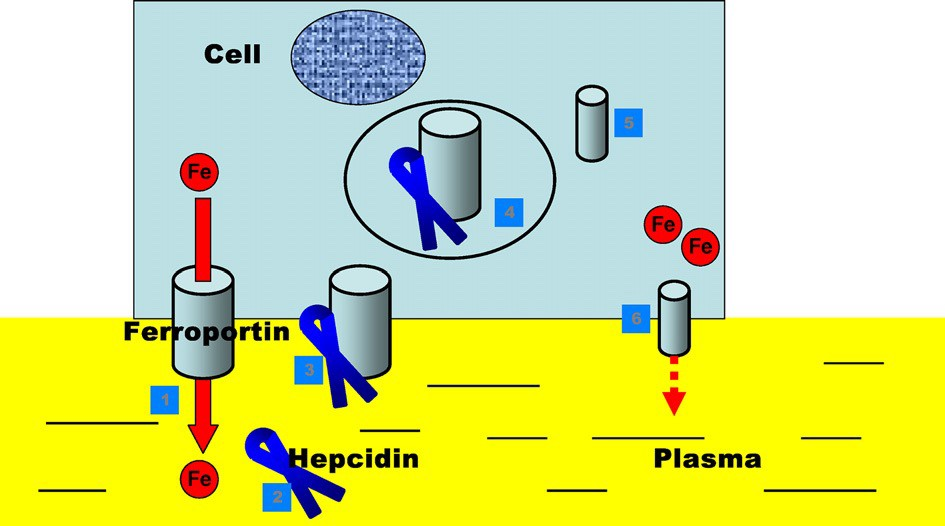 Cell
5
Fe
4
Fe
Fe
6
Ferroportin
3
1
Hepcidin
Plasma
Fe
2